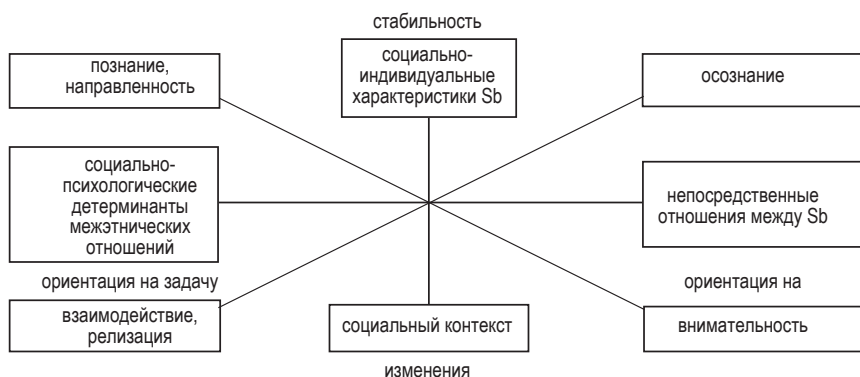 стабильность
познание,
направленность
социально-
индивидуальные
характеристики Sb
осознание
социально-
психологические
детерминанты
межэтнических
отношений
непосредственные
отношения между Sb
ориентация на задачу
ориентация на
взаимодействие,
релизация
социальный контекст
внимательность
изменения